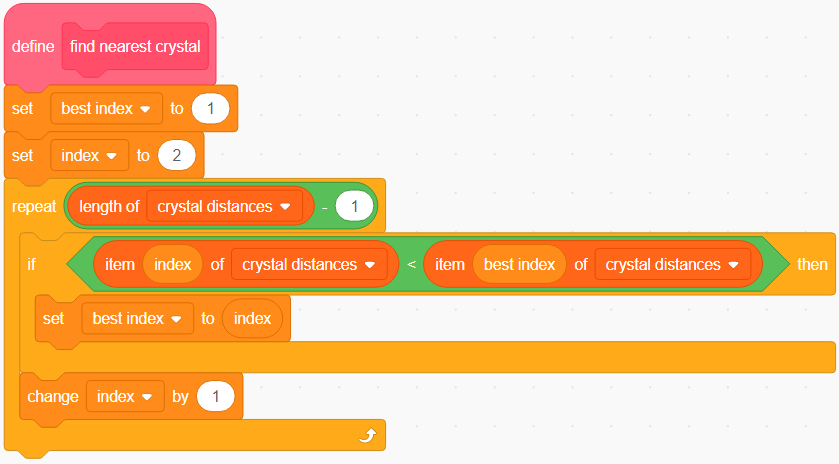 define find nearest crystal
set best index to 1
set index to 2
repeat length of crystal distances - 1
if item index of crystal distances < item best index of crystal distances then
set best index to index
change index by 1